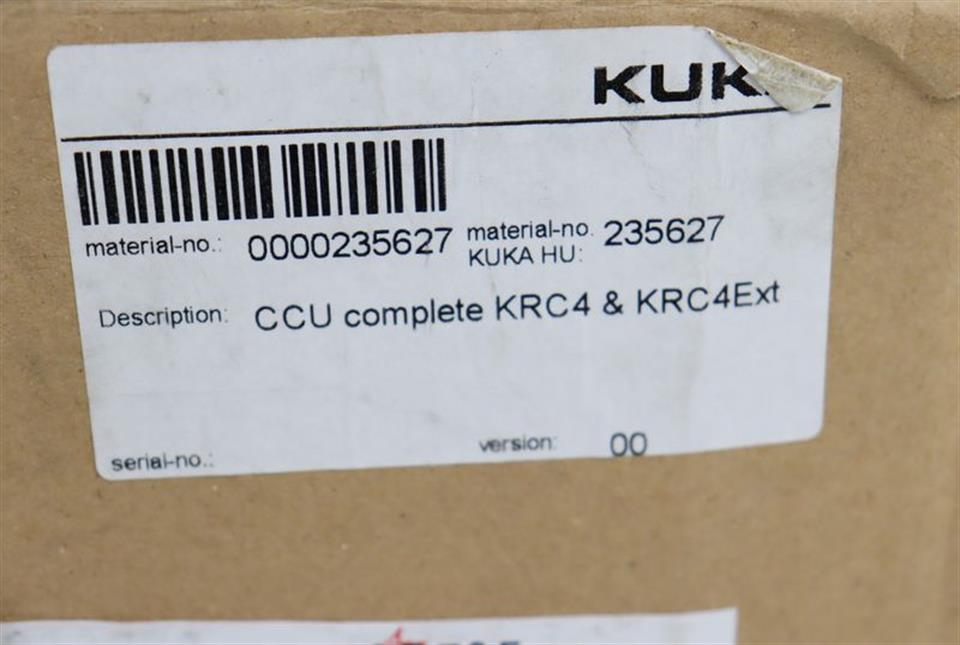 KUK
material-no.: 0000235627 material-no. 235627
KUKA HU:
Description: CCU complete KRC4 & KRC4Ext
version: 00
serial-no.: